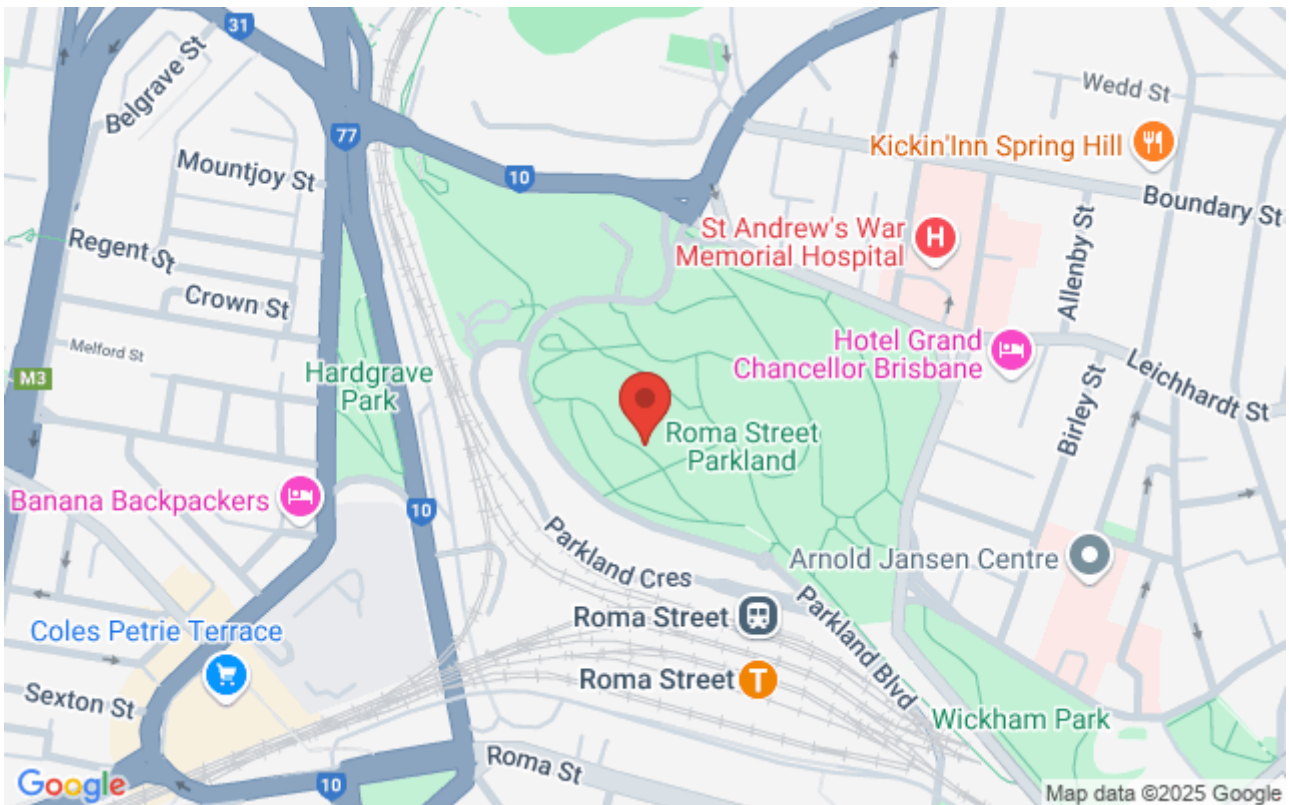 31
Belgrave St
Wedd St
77
Kickin'Inn Spring Hill
Mountjoy St
10
Boundary St
St Andrew's War
Memorial Hospital
H
Allenby St
Regent St
Crown St
Melford St
Hotel Grand
Chancellor Brisbane
Leichhardt St
M3
Hardgrave
Park
Birley St
Roma Street
Parkland
Banana Backpackers
10
Parkland Cres
Arnold Jansen Centre
Roma Street
Parkland Blvd
Coles Petrie Terrace
Roma Street
T
Sexton St
Wickham Park
Roma St
Google
10
Map data ©2025 Google